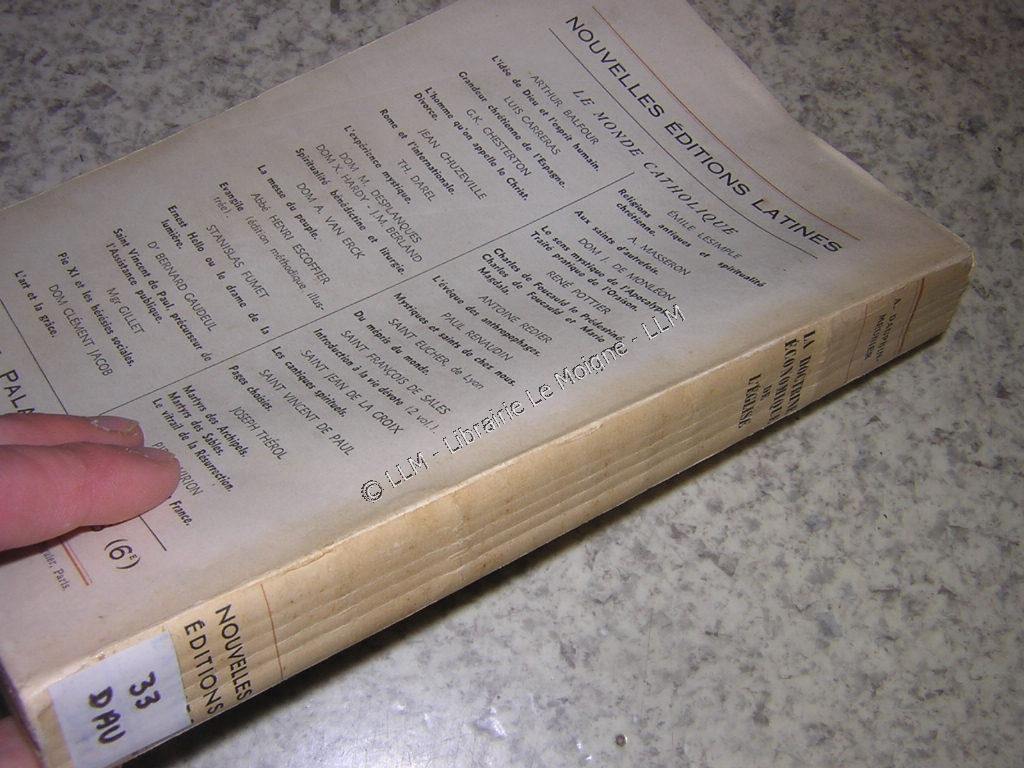 NOUVELLES ÉDITIONS LATINES
LE MONDE CATHOLIQUE
ARTHUR BALFOUR
L'idée de Dieu et l'esprit humain.
LUIS CARRERAS
Grandeur chrétienne de l'Espagne.
G.K. CHESTERTON
L'homme qu'on appelle le Christ.
Divorce.
JEAN CHUZEVILLE
Rome et l'internationale.
TH. DAREL
L'expérience mystique.
DOM M. DESPLANQUES
DOM X. HARDY - J.M. BERLAND
Spiritualité bénédictine et liturgie.
DOM A. VAN ERCK
La messe du peuple.
Abbé HENRI ESCOFFIER
Evangile. (édition méthodique illus-
trée).
STANISLAS FUMET
Ernest Hello ou le drame de la
lumière.
Dr BERNARD GAUDEUL
Saint Vincent de Paul, précurseur de
l'Assistance publique.
Mgr GILLET
Pie XI et les hérésies sociales.
DOM CLÉMENT JACOB
L'art et la grâce.
ÉMILE LESIMPLE
Religions antiques et spiritualité
chrétienne.
A. MASSERON
Aux saints d'autrefois.
DOM J. DE MONLÉON
Le sens mystique de l'Apocalypse.
Traité pratique de l'Oraison.
RENÉ POTTIER
Charles de Foucauld le Prédestiné.
Charles de Foucauld et Marie
Magdale.
ANTOINE REDIER
L'évêque des anthropophages.
PAUL RENAUDIN
Mystiques et saints de chez nous.
SAINT EUCHER, de Lyon
Du mépris du monde.
SAINT FRANÇOIS DE SALES
Introduction à la vie dévote (2 vol.).
SAINT JEAN DE LA CROIX
Les cantiques spirituels.
SAINT VINCENT DE PAUL
Pages choisies.
JOSEPH THÉROL
Martyrs des Archipels.
Martyrs des Sables.
Le vitrail de la Résurrection.
VIRION
France.
PALA
(6E)
Paris
A. DAUPHIN-
MEUNIER
LA DOCTRINE
ÉCONOMIQUE
DE
L'ÉGLISE
NOUVELLES
ÉDITIONS
33
DAU
© LLM - Librairie Le Moigne - LLM